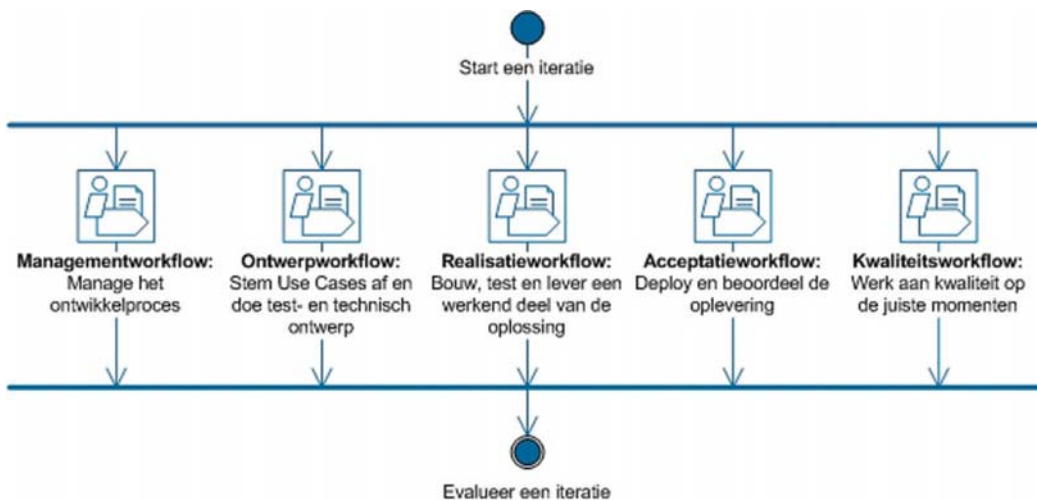 Start een iteratie
Managementworkflow:
Manage het
ontwikkelproces
Ontwerpworkflow:
Stem Use Cases af en
doe test- en technisch
ontwerp
Realisatieworkflow:
Bouw, test en lever een
werkend deel van de
oplossing
Acceptatieworkflow:
Deploy en beoordeel de
oplevering
Kwaliteitsworkflow:
Werk aan kwaliteit op
de juiste momenten
Evalueer een iteratie